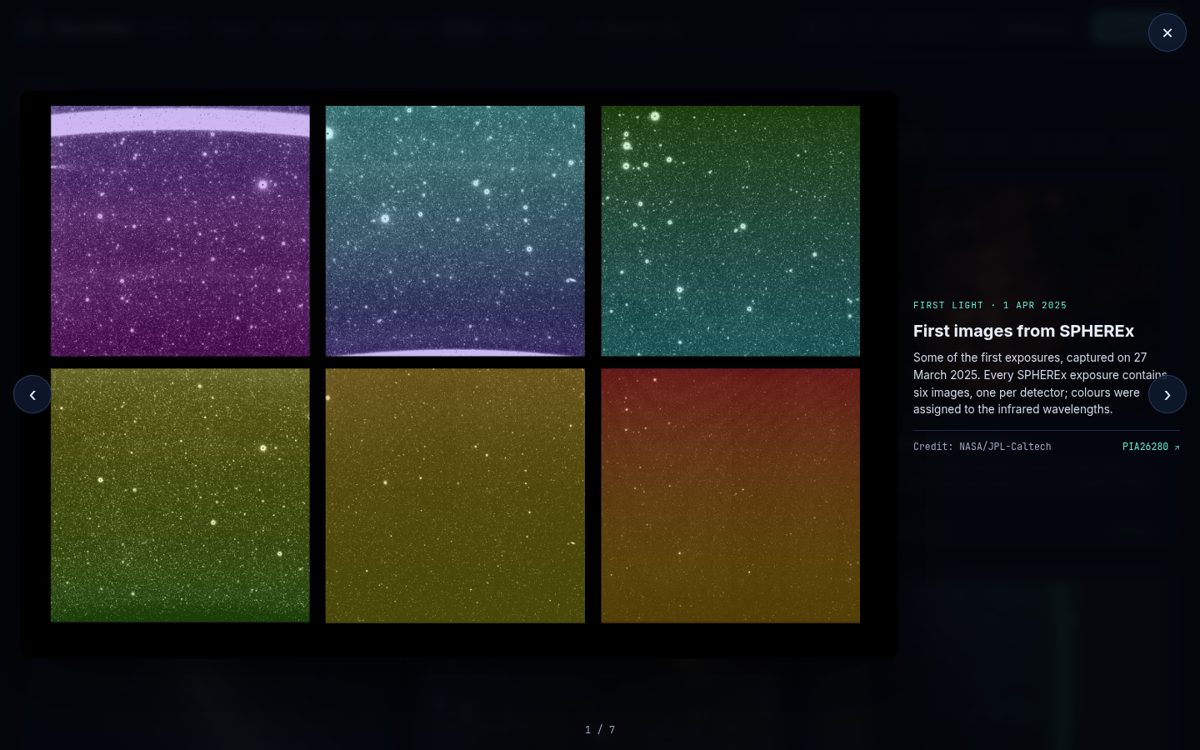 FIRST LIGHT · 1 APR 2025
First images from SPHEREx
Some of the first exposures, captured on 27
March 2025. Every SPHEREx exposure contains
six images, one per detector; colours were
assigned to the infrared wavelengths.
Credit: NASA/JPL-Caltech
PIA26280 ↗
1 / 7